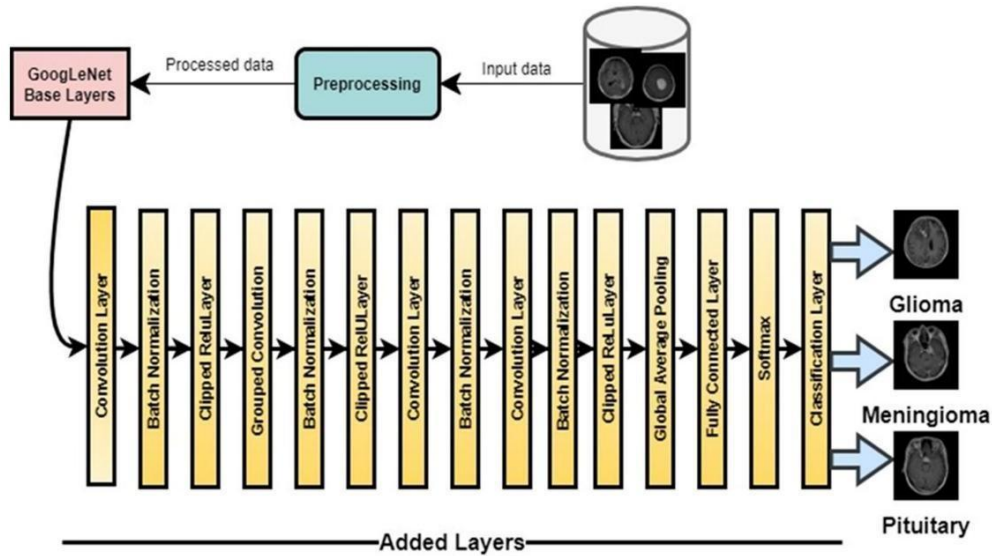 GoogLeNet
Base Layers
Processed data
Preprocessing
Input data
Convolution Layer
Batch Normalization
Clipped ReluLayer
Grouped Convolution
Batch Normalization
Clipped RelULayer
Convolution Layer
Batch Normalization
Convolution Layer
Batch Normalization
Clipped ReLuLayer
Global Average Pooling
Fully Connected Layer
Softmax
Classification Layer
Glioma
Meningioma
Pituitary
Added Layers